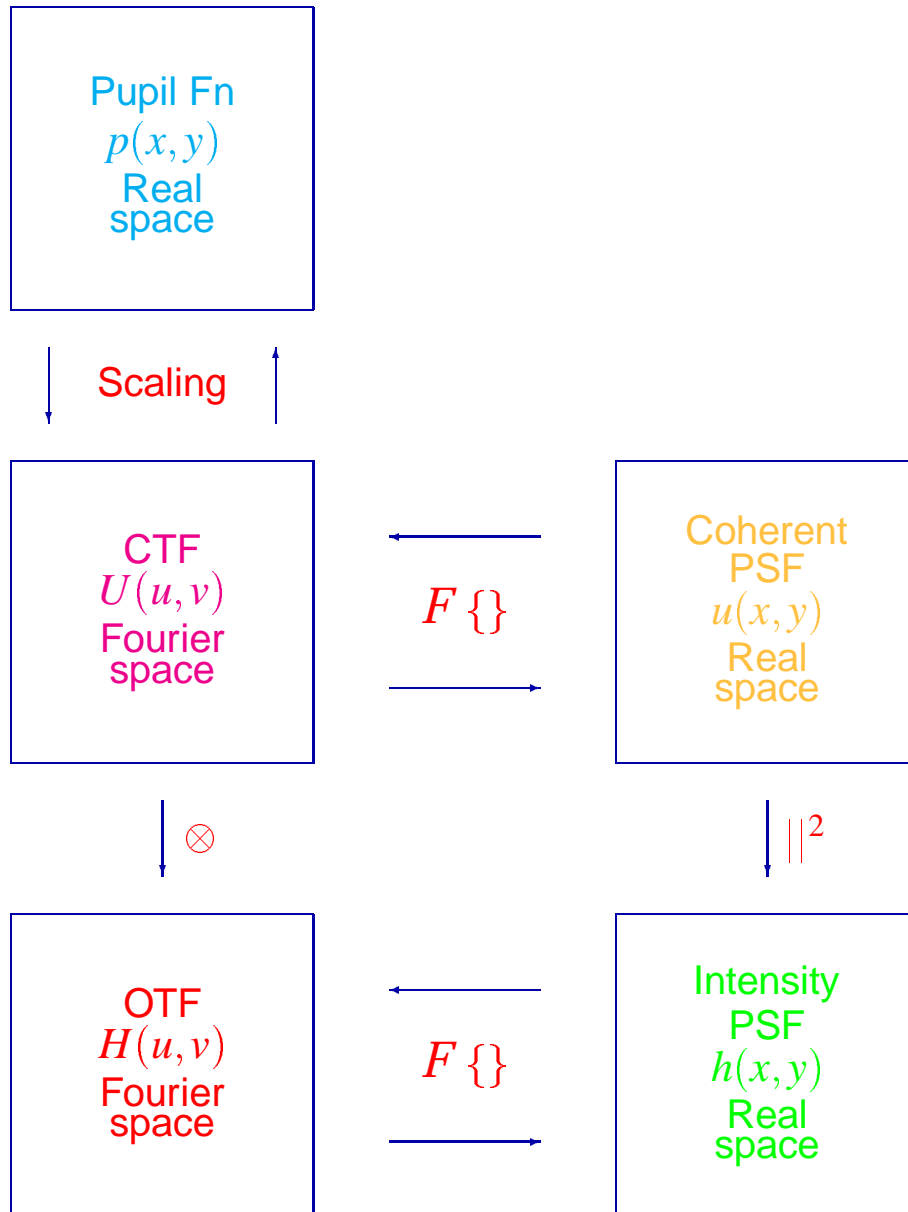 Pupil Fn
p(x, y)
Real
space
Scaling
CTF
U(u, v)
Fourier
space
F {}
Coherent
PSF
u(x, y)
Real
space
⊗
||²
OTF
H(u, v)
Fourier
space
F {}
Intensity
PSF
h(x, y)
Real
space